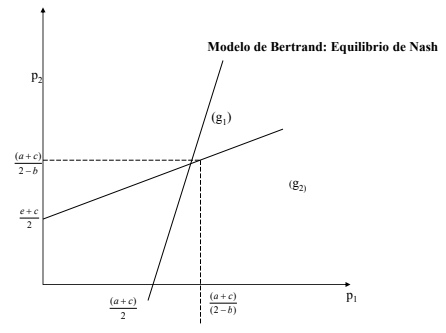 Modelo de Bertrand: Equilibrio de Nash
p₂
(g₁)
(a+c)/(2−b)
(g₂)
(e+c)/2
(a+c)/2
(a+c)/(2−b)
p₁